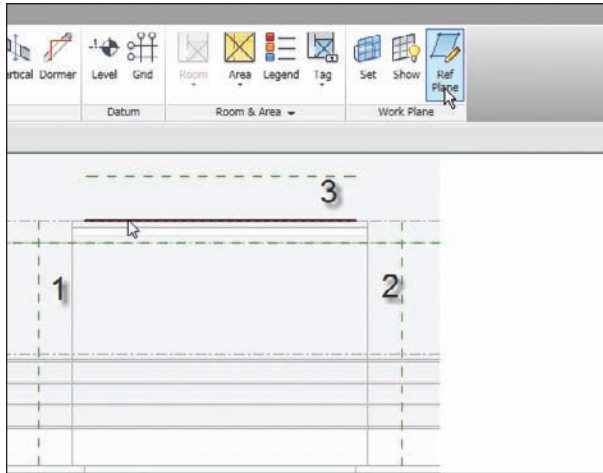 rtical Dormer Level Grid Room Area Legend Tag Set Show Ref Plane
Datum Room & Area Work Plane
3
1 2